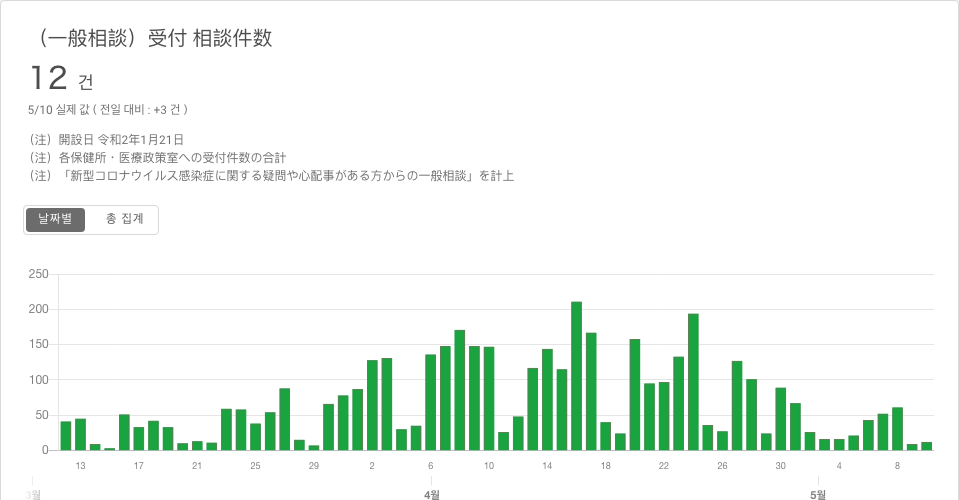 （一般相談）受付 相談件数
12 건
5/10 실제 값 ( 전일 대비 : +3 건 )
（注）開設日 令和2年1月21日
（注）各保健所・医療政策室への受付件数の合計
（注）「新型コロナウイルス感染症に関する疑問や心配事がある方からの一般相談」を計上
날짜별 총 집계
250
200
150
100
50
0
13 17 21 25 29 2 6 10 14 18 22 26 30 4 8
3월 4월 5월